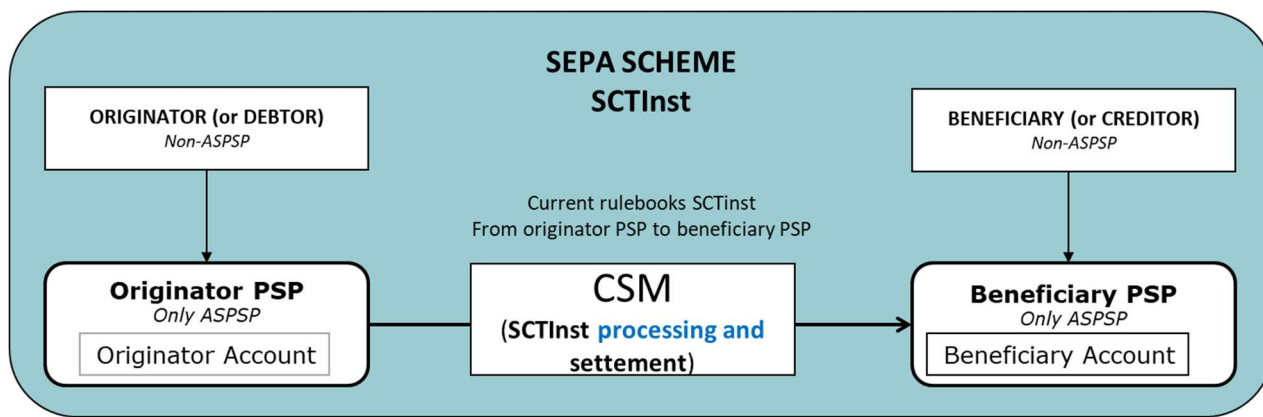 SEPA SCHEME
SCTInst
ORIGINATOR (or DEBTOR)
Non-ASPSP
BENEFICIARY (or CREDITOR)
Non-ASPSP
Current rulebooks SCTinst
From originator PSP to beneficiary PSP
Originator PSP
Only ASPSP
Originator Account
CSM
(SCTInst processing and
settement)
Beneficiary PSP
Only ASPSP
Beneficiary Account